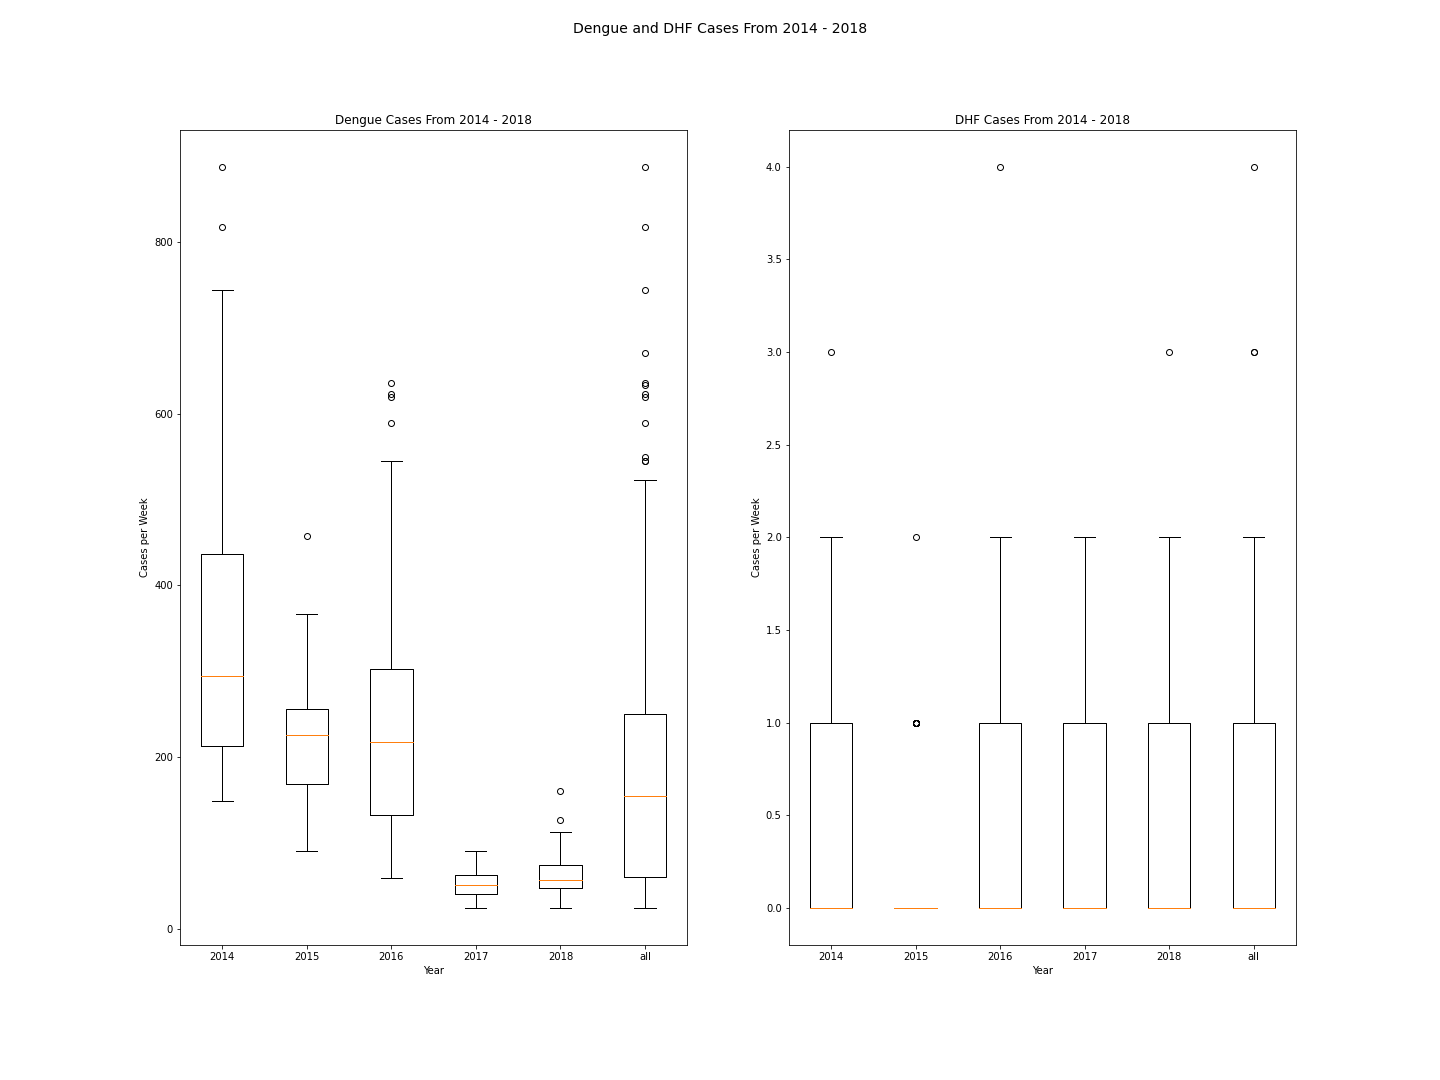 Dengue and DHF Cases From 2014 - 2018
Dengue Cases From 2014 - 2018
Cases per Week
800
600
400
200
0
2014 2015 2016 2017 2018 all
Year
DHF Cases From 2014 - 2018
Cases per Week
4.0
3.5
3.0
2.5
2.0
1.5
1.0
0.5
0.0
2014 2015 2016 2017 2018 all
Year